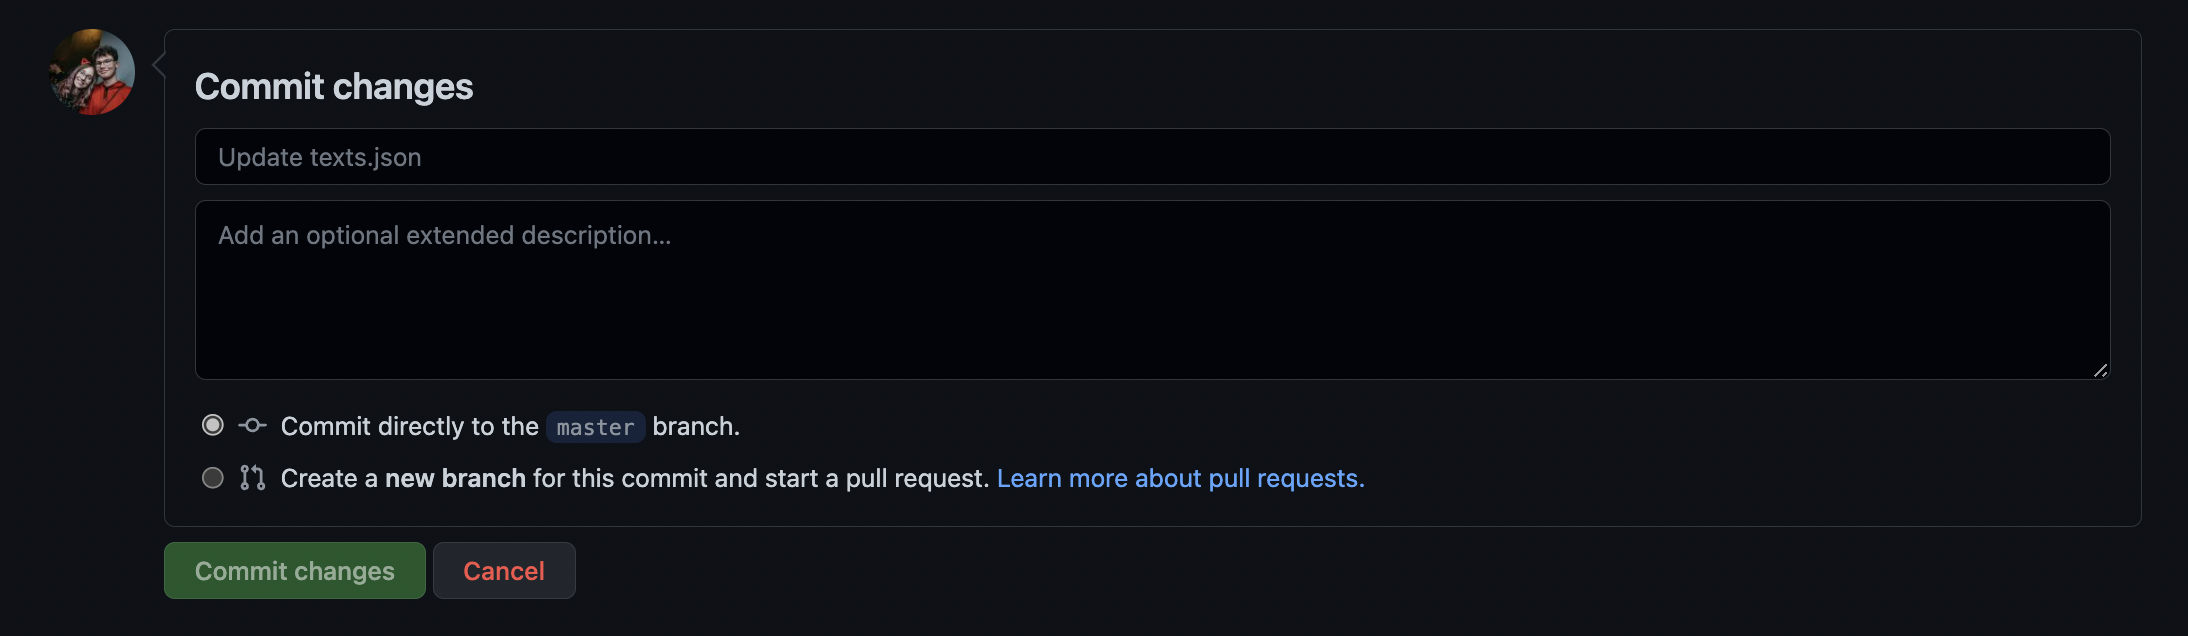 Commit changes
Update texts.json
Add an optional extended description...
Commit directly to the master branch.
Create a new branch for this commit and start a pull request. Learn more about pull requests.
Commit changes Cancel